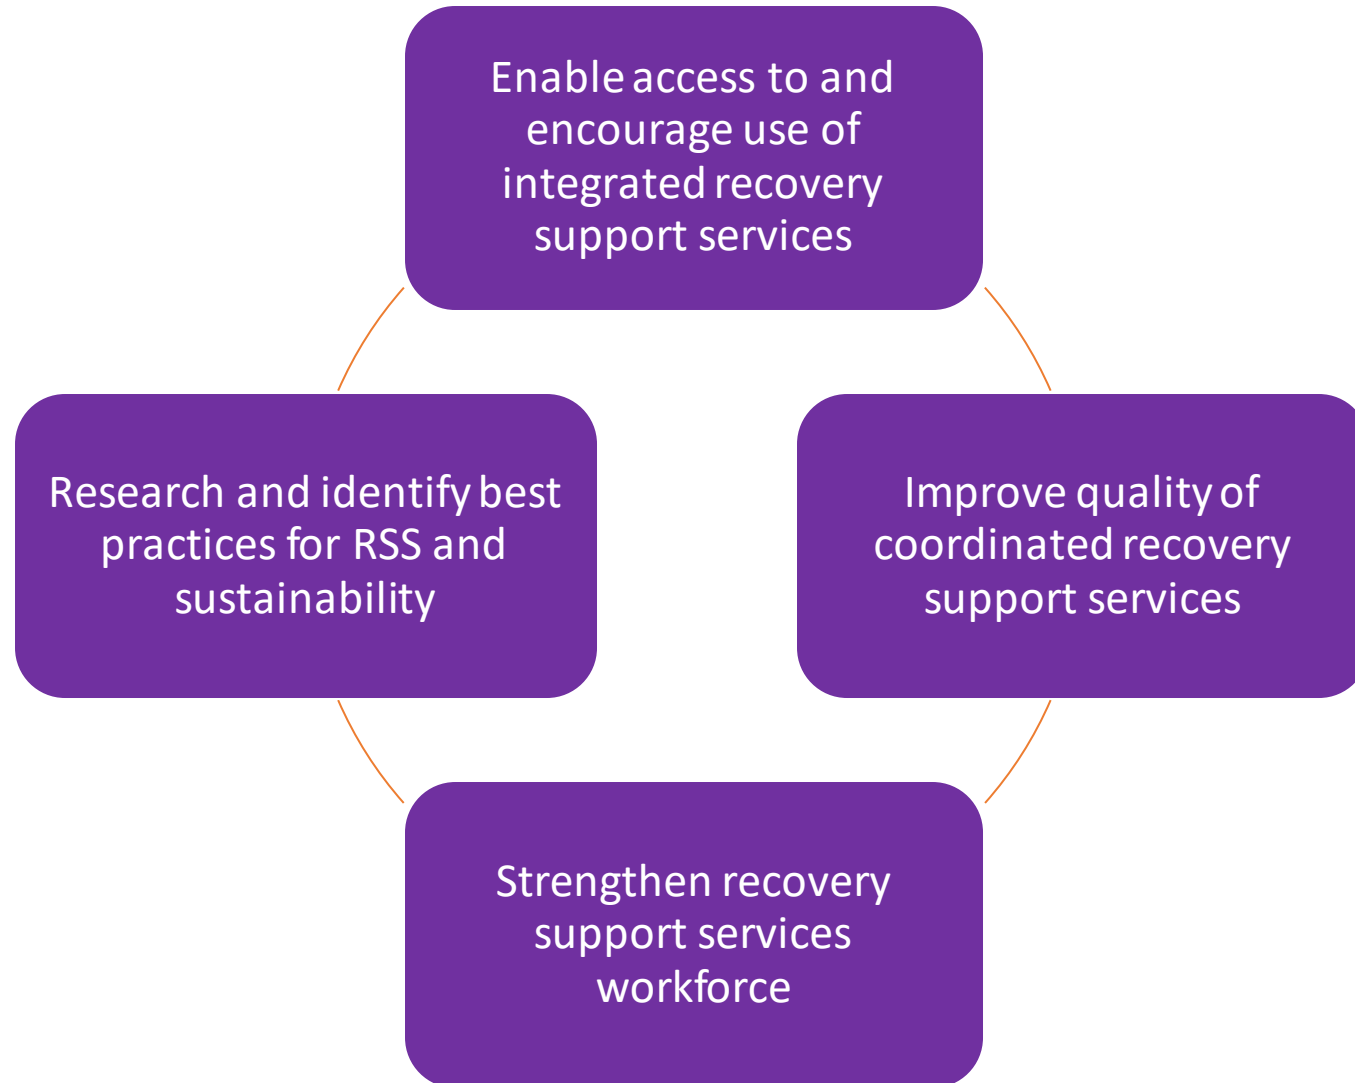 Enable access to and
encourage use of
integrated recovery
support services
Research and identify best
practices for RSS and
sustainability
Improve quality of
coordinated recovery
support services
Strengthen recovery
support services
workforce